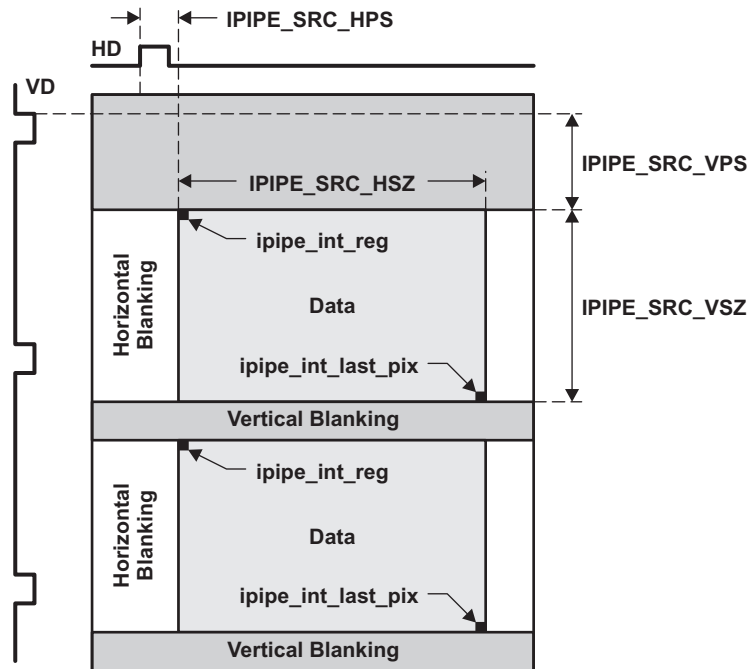 IPIPE_SRC_HPS
HD
VD
IPIPE_SRC_VPS
IPIPE_SRC_HSZ
ipipe_int_reg
Horizontal
Blanking
Data
IPIPE_SRC_VSZ
ipipe_int_last_pix
Vertical Blanking
ipipe_int_reg
Horizontal
Blanking
Data
ipipe_int_last_pix
Vertical Blanking